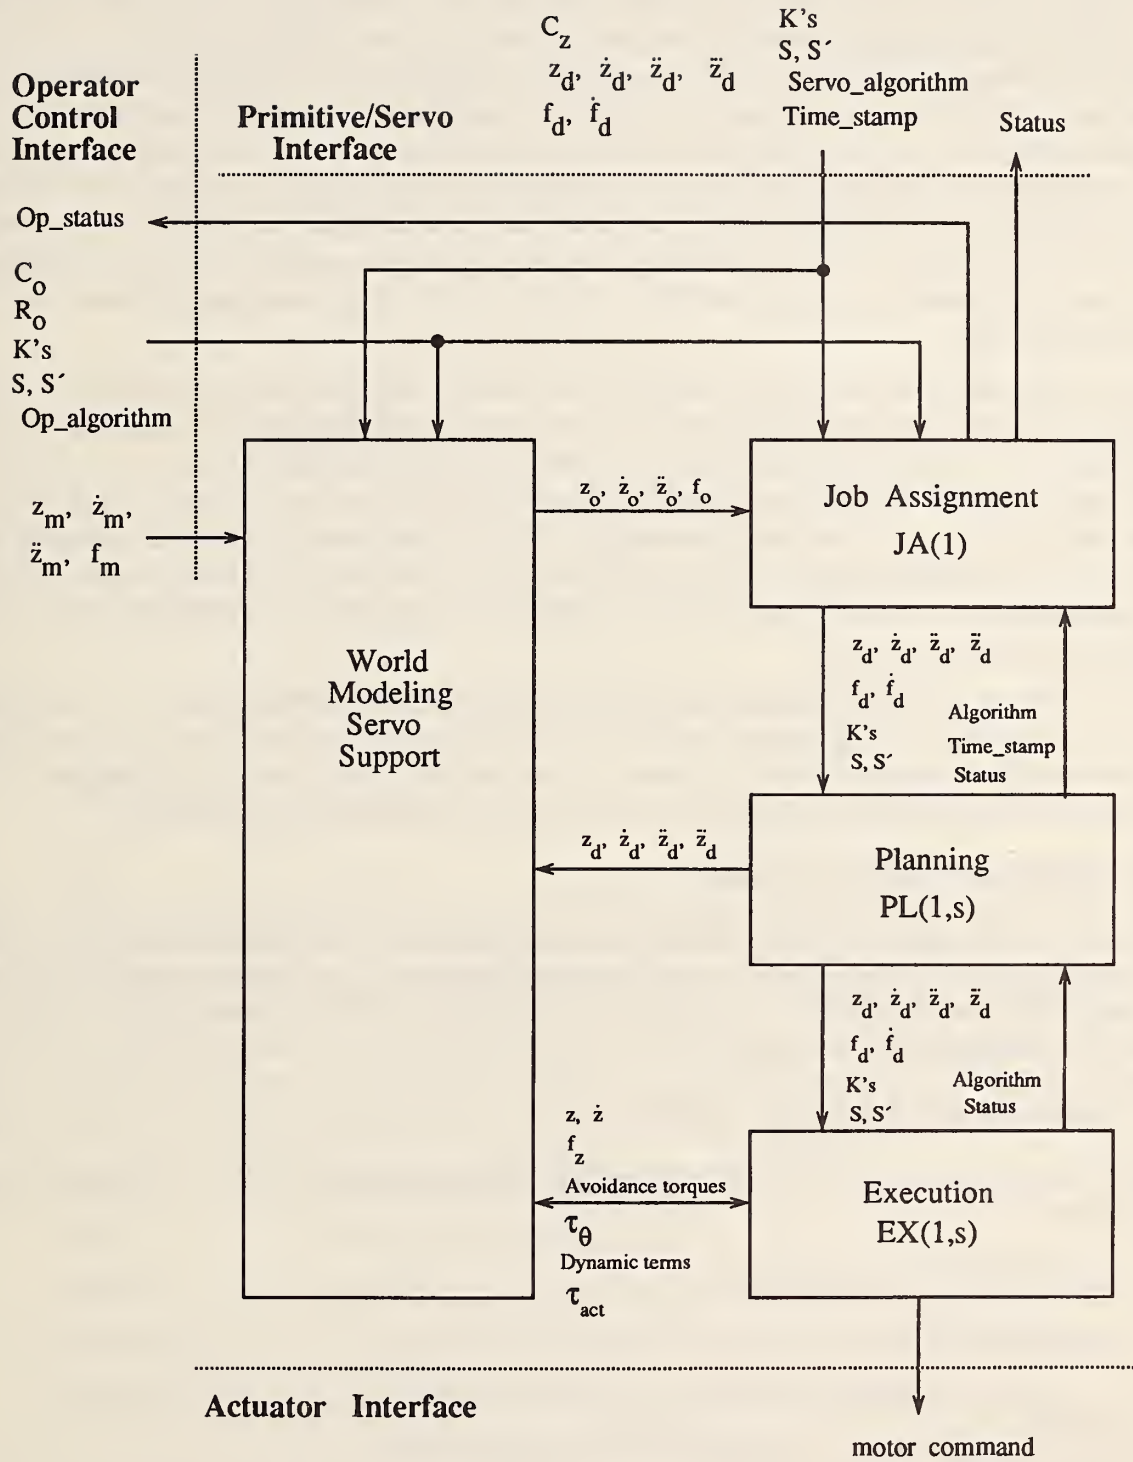 C_z
z_d, ż_d, z̈_d, z̈_d
f_d, ḟ_d
K's
S, S´
Servo_algorithm
Time_stamp
Status
Operator
Control
Interface
Primitive/Servo
Interface
Op_status
C_o
R_o
K's
S, S´
Op_algorithm
z_m, ż_m,
z̈_m, f_m
z_o, ż_o, z̈_o, f_o
Job Assignment
JA(1)
World
Modeling
Servo
Support
z_d, ż_d, z̈_d, z̈_d
f_d, ḟ_d
K's
S, S´
Algorithm
Time_stamp
Status
z_d, ż_d, z̈_d, z̈_d
Planning
PL(1,s)
z_d, ż_d, z̈_d, z̈_d
f_d, ḟ_d
K's
S, S´
Algorithm
Status
z, ż
f_z
Avoidance torques
τ_θ
Dynamic terms
τ_act
Execution
EX(1,s)
Actuator Interface
motor command